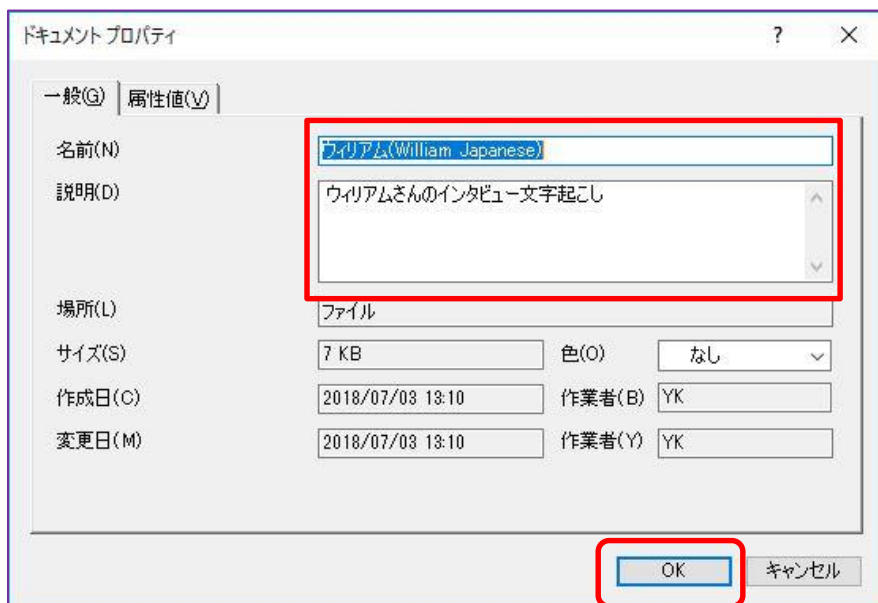 ドキュメント プロパティ ? ×
一般(G) 属性値(V)
名前(N) ウィリアム(William Japanese)
説明(D) ウィリアムさんのインタビュー文字起こし
場所(L) ファイル
サイズ(S) 7 KB 色(O) なし
作成日(C) 2018/07/03 13:10 作業者(B) YK
変更日(M) 2018/07/03 13:10 作業者(Y) YK
OK キャンセル